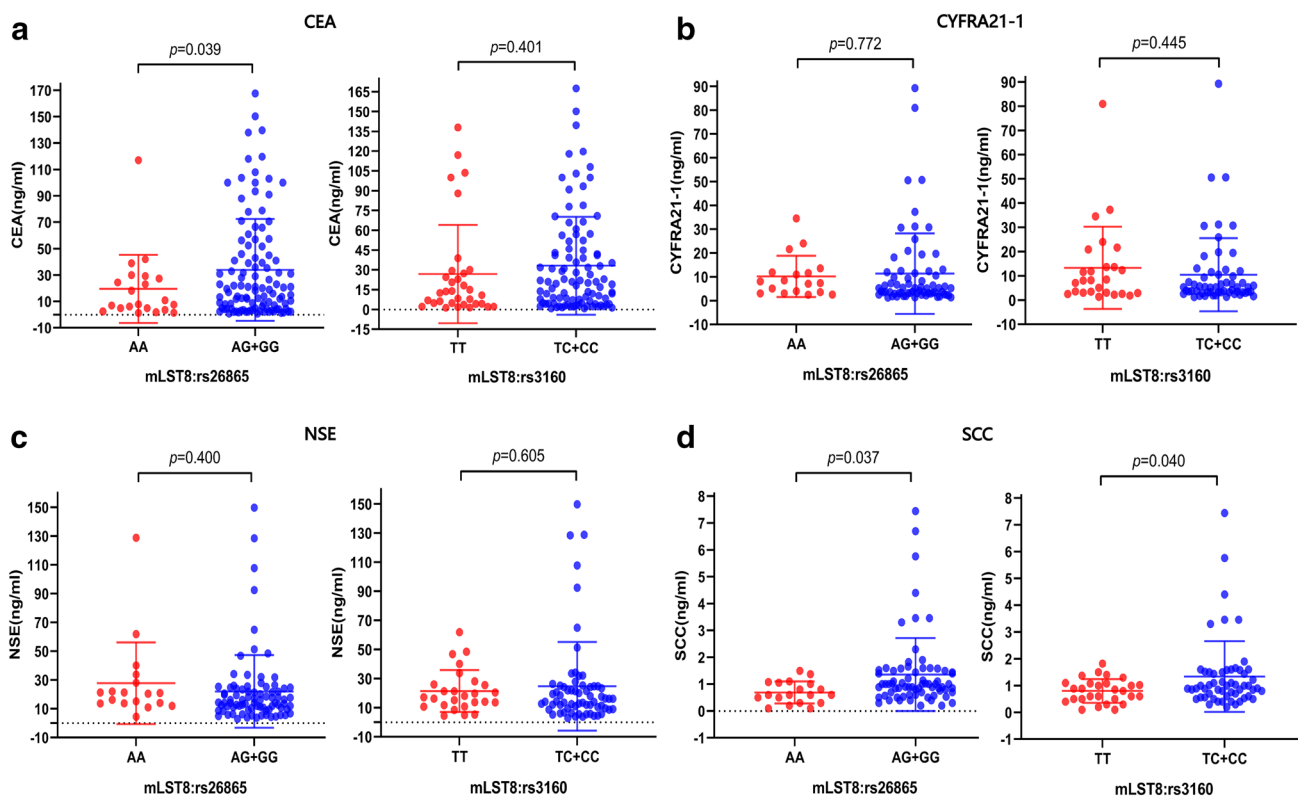 a
CEA
p=0.039
p=0.401
CEA(ng/ml)
170
150
130
110
90
70
50
30
10
-10
AA
AG+GG
mLST8:rs26865
CEA(ng/ml)
165
150
135
120
105
90
75
60
45
30
15
0
-15
TT
TC+CC
mLST8:rs3160
b
CYFRA21-1
p=0.772
p=0.445
CYFRA21-1(ng/ml)
90
80
70
60
50
40
30
20
10
0
-10
AA
AG+GG
mLST8:rs26865
CYFRA21-1(ng/ml)
90
80
70
60
50
40
30
20
10
0
-10
TT
TC+CC
mLST8:rs3160
c
NSE
p=0.400
p=0.605
NSE(ng/ml)
150
130
110
90
70
50
30
10
-10
AA
AG+GG
mLST8:rs26865
NSE(ng/ml)
150
130
110
90
70
50
30
10
-10
TT
TC+CC
mLST8:rs3160
d
SCC
p=0.037
p=0.040
SCC(ng/ml)
8
7
6
5
4
3
2
1
0
-1
AA
AG+GG
mLST8:rs26865
SCC(ng/ml)
8
7
6
5
4
3
2
1
0
-1
TT
TC+CC
mLST8:rs3160